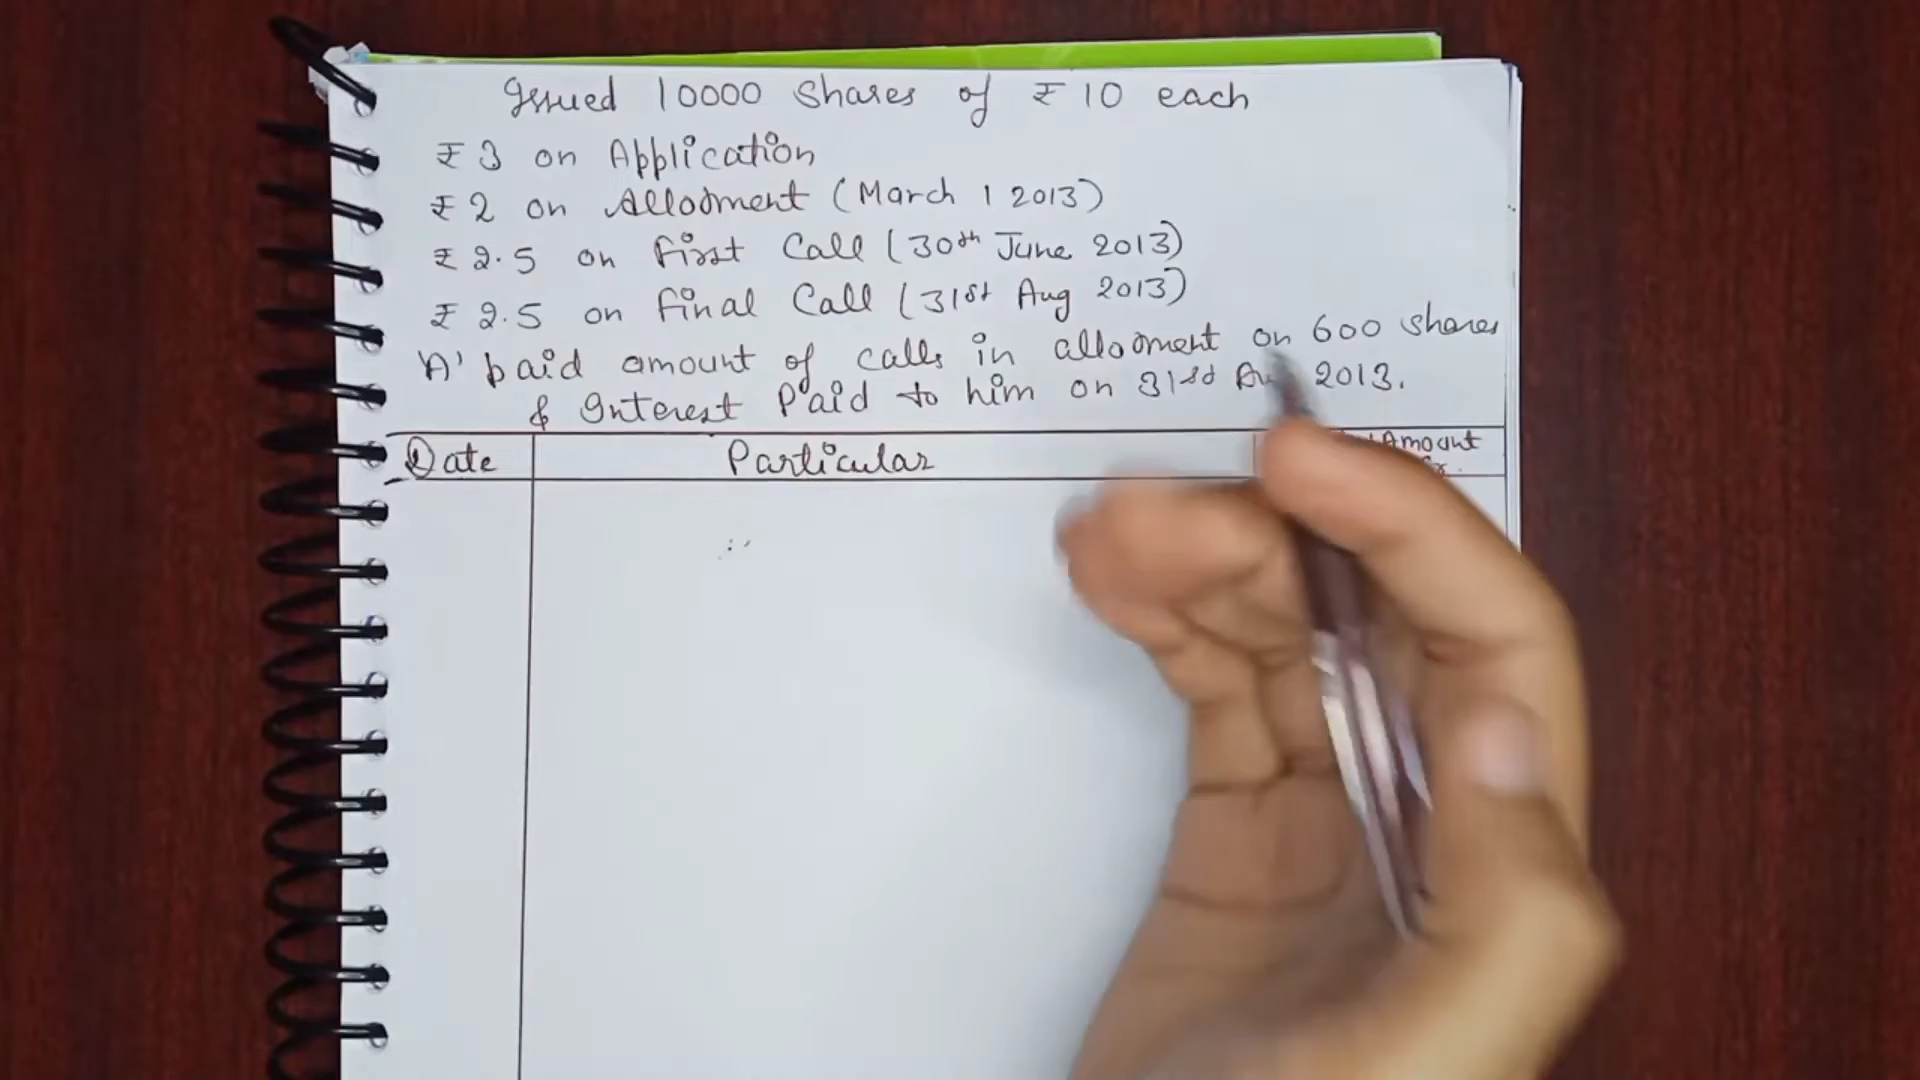 Issued 10000 Shares of ₹ 10 each
₹ 3 on Application
₹ 2 on Allotment (March 1 2013)
₹ 2.5 on First Call (30th June 2013)
₹ 2.5 on Final Call (31st Aug 2013)
'A' paid amount of calls in allotment on 600 shares
& Interest Paid to him on 31st 2013.
Date Particular Amount